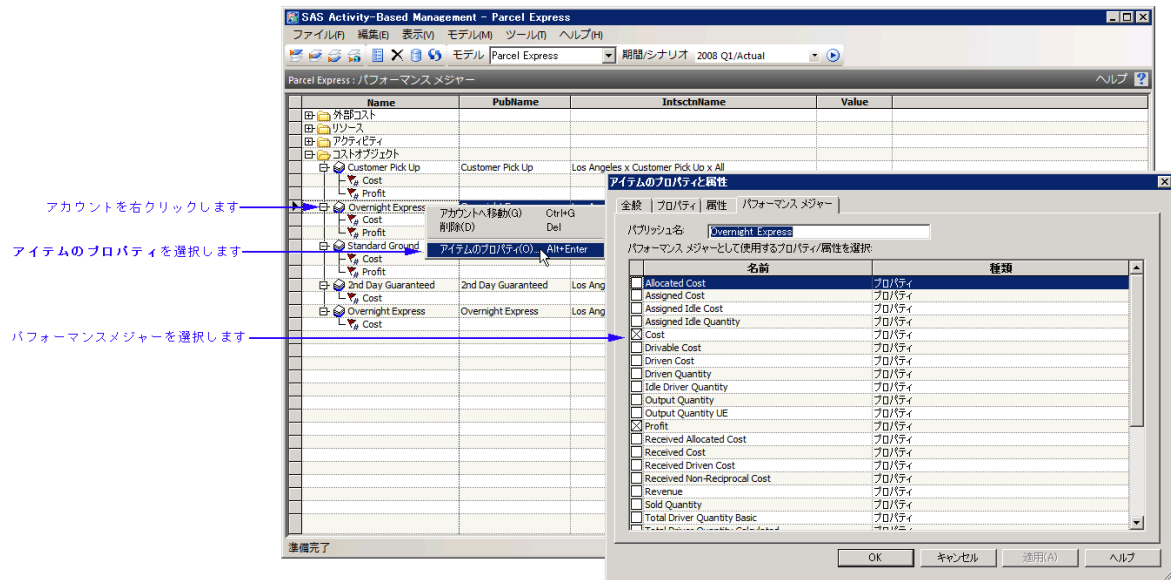 SAS Activity-Based Management - Parcel Express
ファイル(F) 編集(E) 表示(V) モデル(M) ツール(T) ヘルプ(H)
モデル Parcel Express 期間/シナリオ 2008 Q1/Actual
Parcel Express : パフォーマンス メジャー ヘルプ ?
Name PubName IntsctnName Value
外部コスト
リソース
アクティビティ
コストオブジェクト
Customer Pick Up Customer Pick Up Los Angeles x Customer Pick Up x All
Cost
Profit
アカウントを右クリックします
Overnight Express
Cost
Profit
アカウントへ移動(G) Ctrl+G
削除(D) Del
アイテムのプロパティを選択します
Standard Ground
アイテムのプロパティ(O)... Alt+Enter
Cost
Profit
2nd Day Guaranteed 2nd Day Guaranteed Los Ang
Cost
Overnight Express Overnight Express Los Ang
Cost
パフォーマンスメジャーを選択します
準備完了
アイテムのプロパティと属性
全般 プロパティ 属性 パフォーマンス メジャー
パブリッシュ名: Overnight Express
パフォーマンス メジャーとして使用するプロパティ/属性を選択:
名前 種類
Allocated Cost プロパティ
Assigned Cost プロパティ
Assigned Idle Cost プロパティ
Assigned Idle Quantity プロパティ
Cost プロパティ
Drivable Cost プロパティ
Driven Cost プロパティ
Driven Quantity プロパティ
Idle Driver Quantity プロパティ
Output Quantity プロパティ
Output Quantity UE プロパティ
Profit プロパティ
Received Allocated Cost プロパティ
Received Cost プロパティ
Received Driven Cost プロパティ
Received Non-Reciprocal Cost プロパティ
Revenue プロパティ
Sold Quantity プロパティ
Total Driver Quantity Basic プロパティ
Total Driver Quantity Calculated プロパティ
OK キャンセル 適用(A) ヘルプ